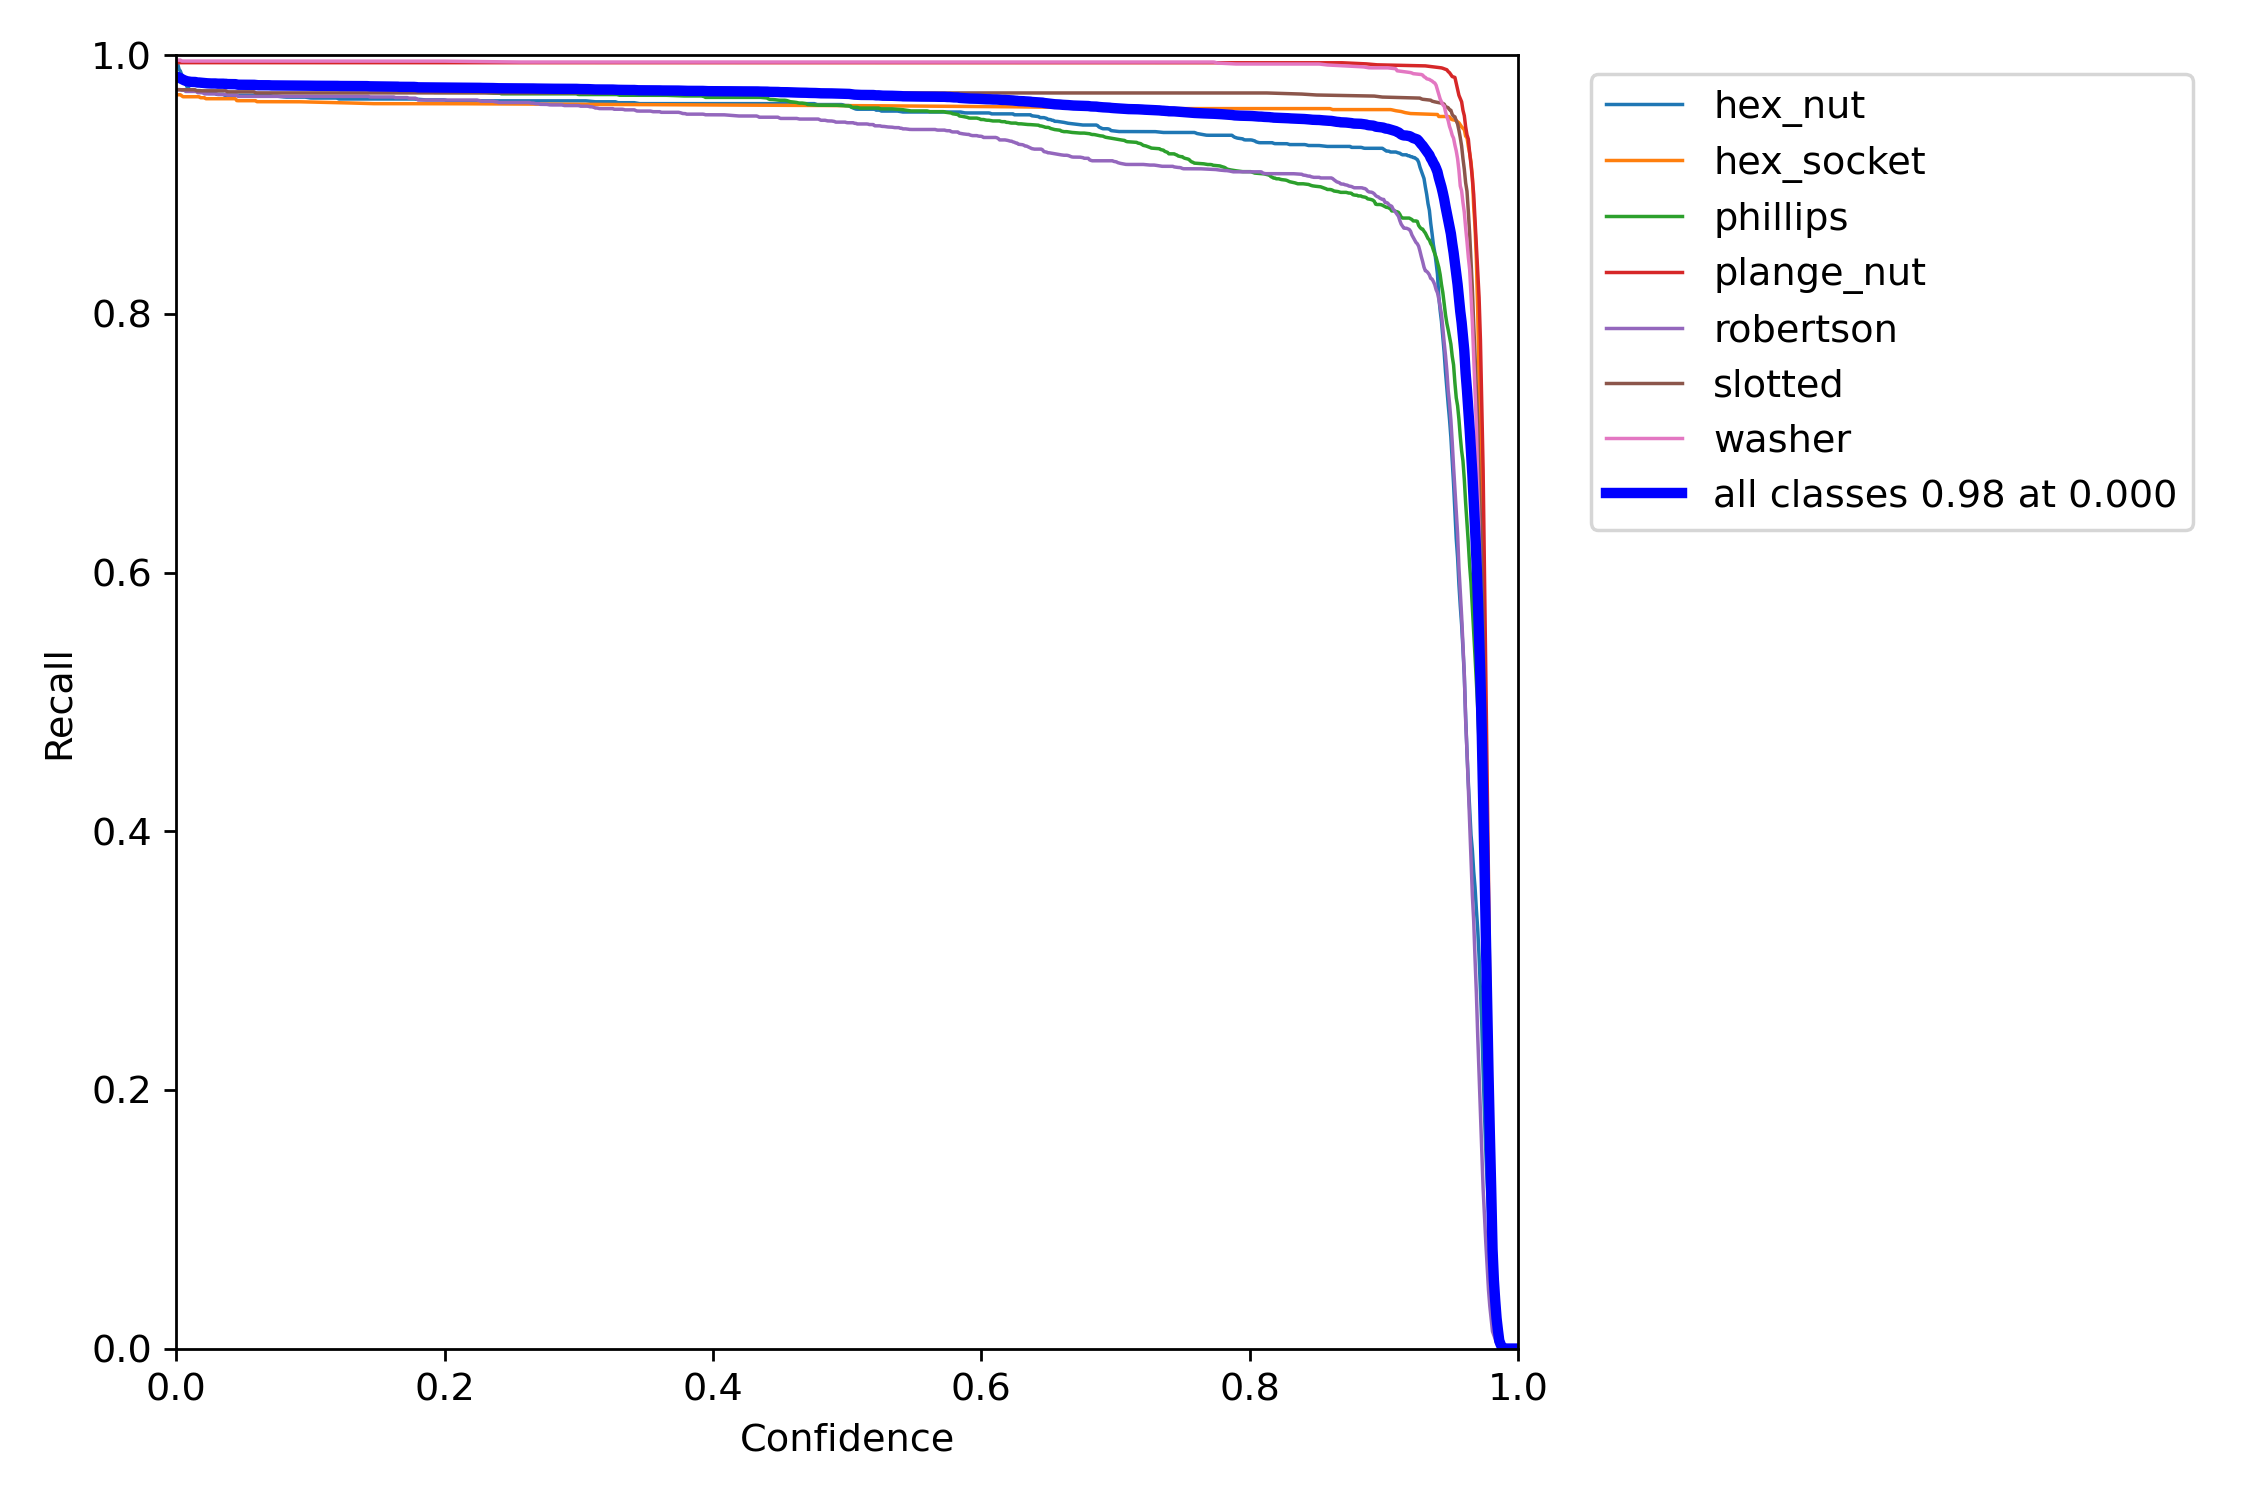 1.0
0.8
0.6
0.4
0.2
0.0
Recall
0.0 0.2 0.4 0.6 0.8 1.0
Confidence
hex_nut
hex_socket
phillips
plange_nut
robertson
slotted
washer
all classes 0.98 at 0.000